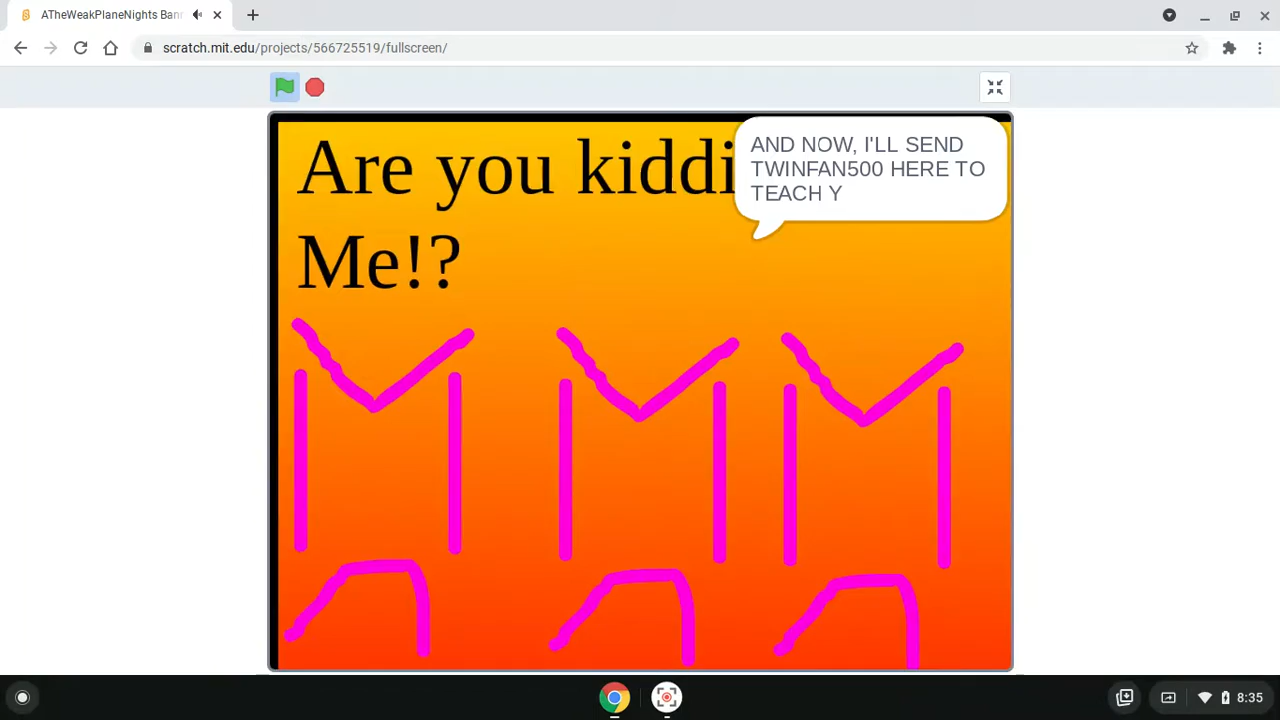 ATheWeakPlaneNights Ban
scratch.mit.edu/projects/566725519/fullscreen/
Are you kiddi
Me!?
AND NOW, I'LL SEND
TWINFAN500 HERE TO
TEACH Y
8:35